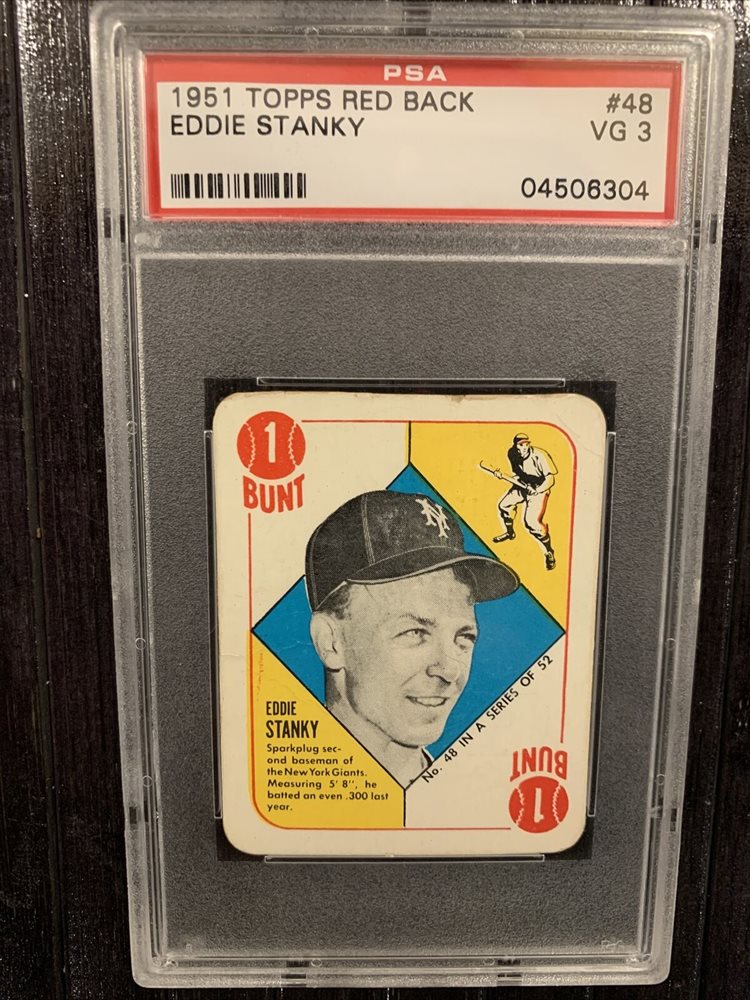 PSA
1951 TOPPS RED BACK #48
EDDIE STANKY VG 3
04506304
1
BUNT
NY
EDDIE
STANKY
Sparkplug sec-
ond baseman of
the New York Giants.
Measuring 5' 8", he
batted an even .300 last
year.
No. 48 IN A SERIES OF 52
BUNT
1